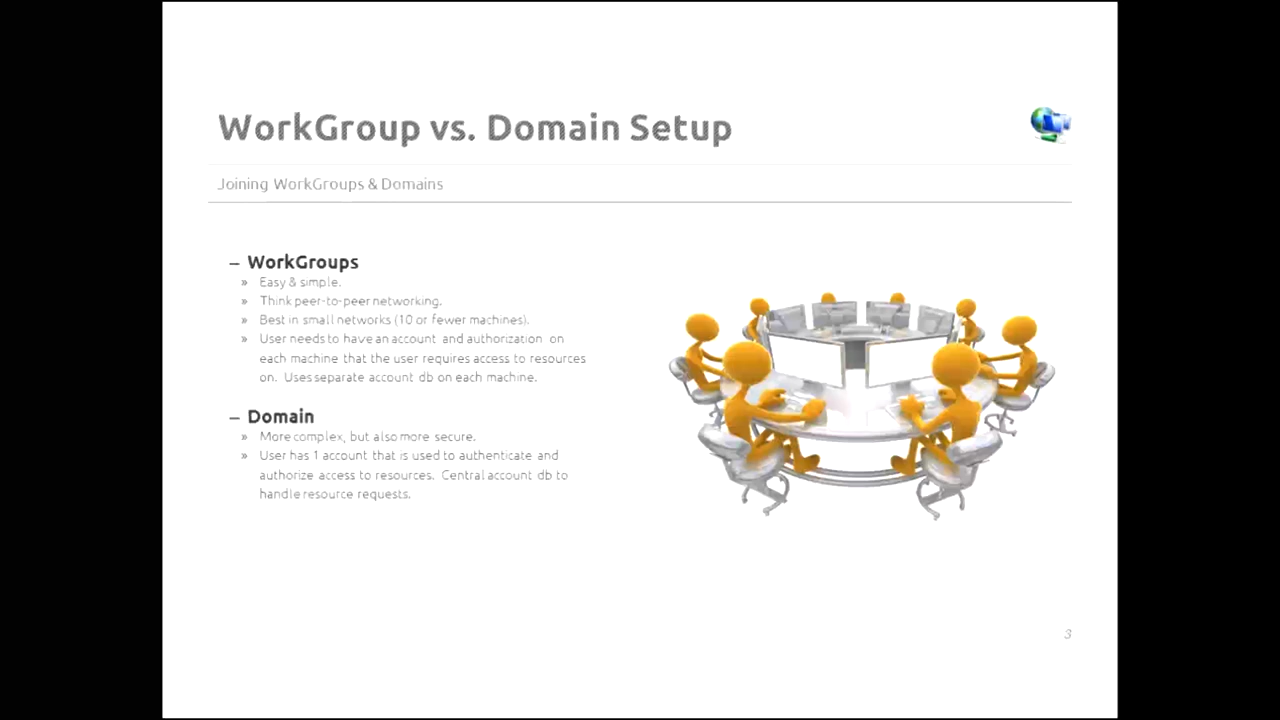 WorkGroup vs. Domain Setup
Joining WorkGroups & Domains
– WorkGroups
» Easy & simple.
» Think peer-to-peer networking.
» Best in small networks (10 or fewer machines).
» User needs to have an account and authorization on
each machine that the user requires access to resources
on. Uses separate account db on each machine.
– Domain
» More complex, but also more secure.
» User has 1 account that is used to authenticate and
authorize access to resources. Central account db to
handle resource requests.
3